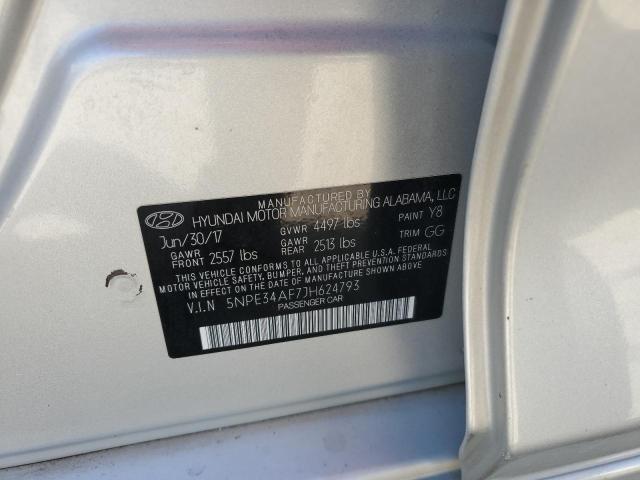 MANUFACTURED BY
HYUNDAI MOTOR MANUFACTURING ALABAMA, LLC
Jun/30/17 GVWR 4497 lbs PAINT Y8
GAWR FRONT 2557 lbs GAWR REAR 2513 lbs TRIM GG
THIS VEHICLE CONFORMS TO ALL APPLICABLE U.S.A FEDERAL
MOTOR VEHICLE SAFETY, BUMPER, AND THEFT PREVENTION STANDARDS
IN EFFECT ON THE DATE OF MANUFACTURE SHOWN ABOVE.
V.I.N 5NPE34AF7JH624793
PASSENGER CAR